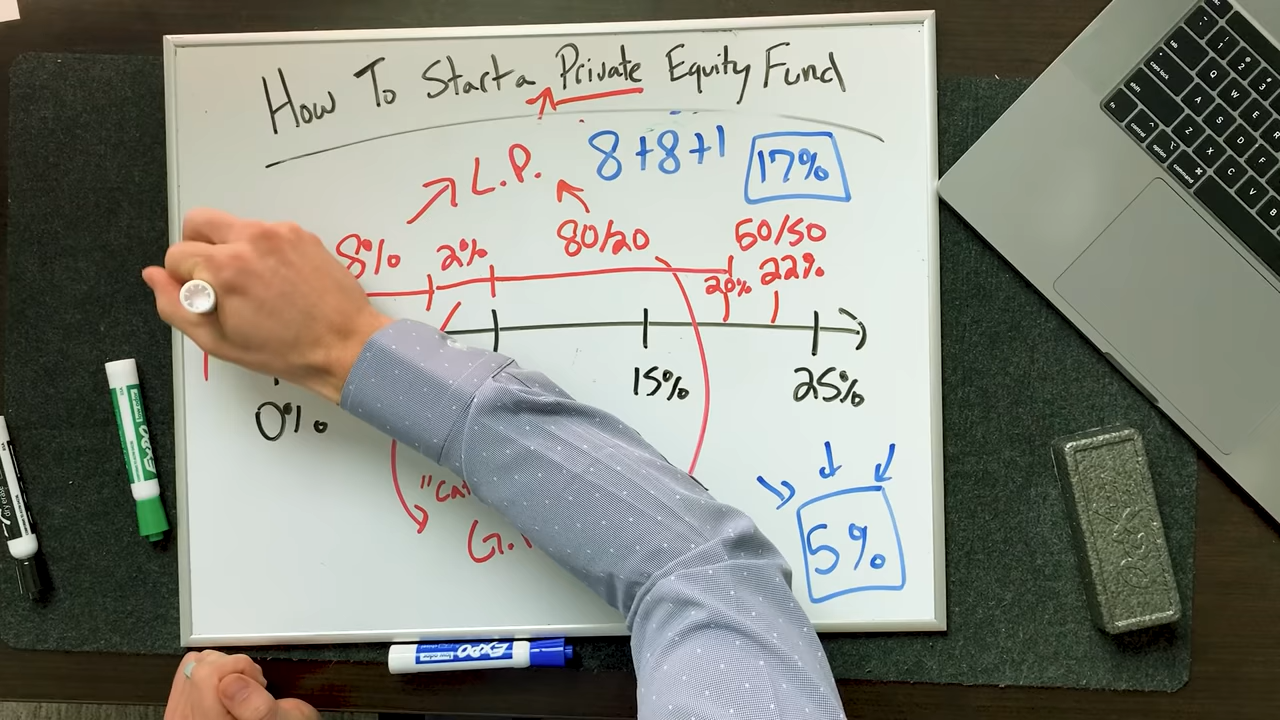 How To Start a Private Equity Fund
8+8+1 17%
L.P.
8% 2% 80/20 50/50
20% 22%
0% 15% 25%
5%
EXPO
EXPO